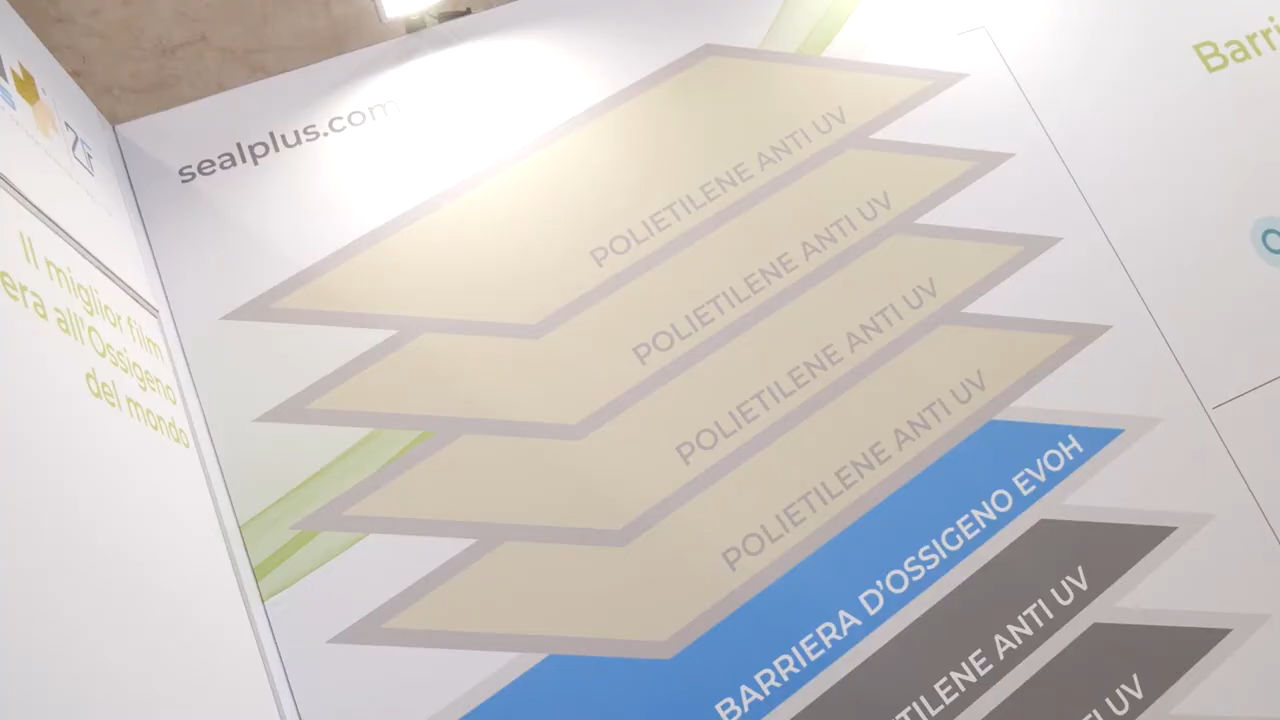 sealplus.com
Il miglior film
era all'Ossigeno
del mondo
POLIETILENE ANTI UV
POLIETILENE ANTI UV
POLIETILENE ANTI UV
POLIETILENE ANTI UV
BARRIERA D'OSSIGENO EVOH
TILENE ANTI UV
TI UV
Barri